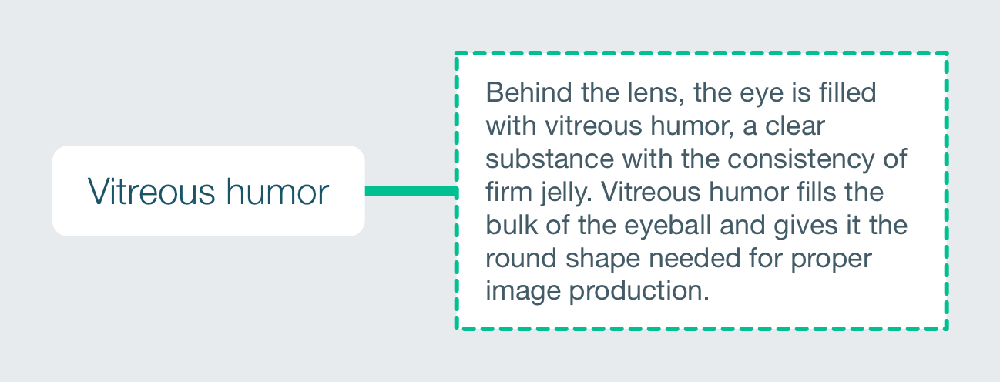 Vitreous humor
Behind the lens, the eye is filled
with vitreous humor, a clear
substance with the consistency of
firm jelly. Vitreous humor fills the
bulk of the eyeball and gives it the
round shape needed for proper
image production.